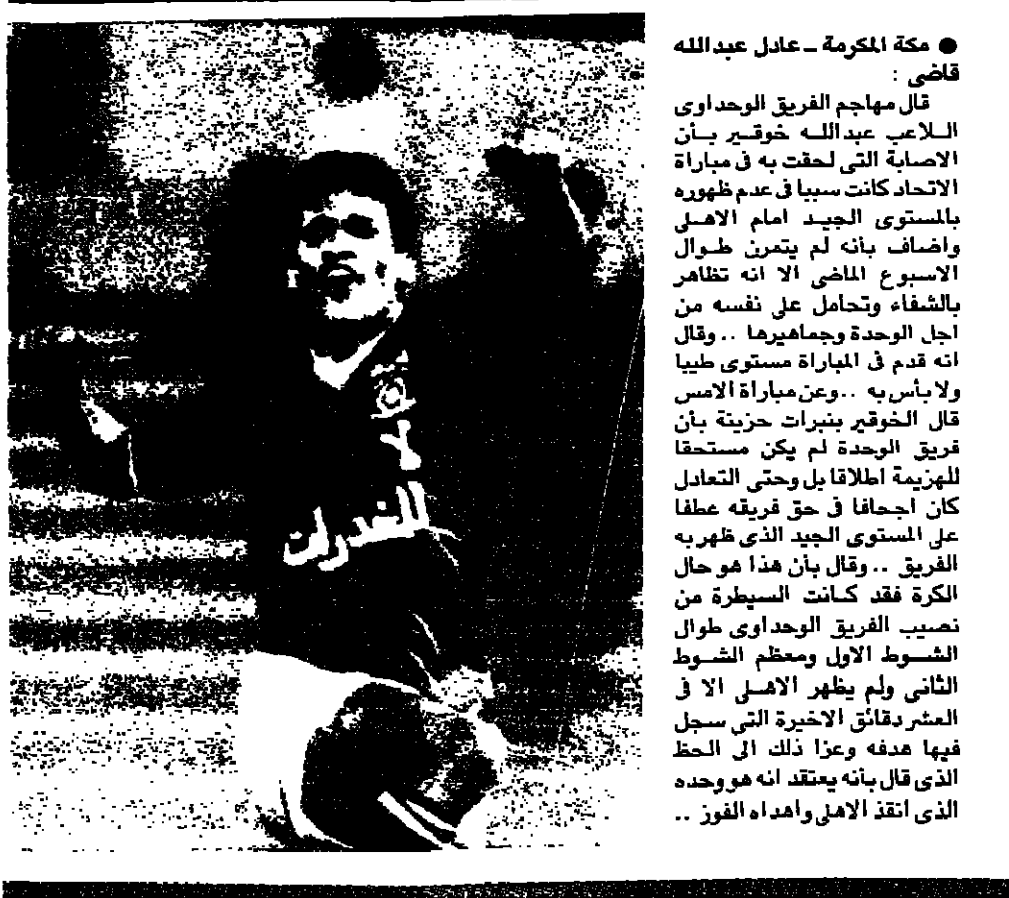 ● مكة المكرمة ـ عادل عبدالله
قاضى :
قال مهاجم الفريق الوحداوى
اللاعب عبدالله خوقير بأن
الاصابة التى لحقت به فى مباراة
الاتحاد كانت سببا فى عدم ظهوره
بالمستوى الجيد امام الاهلى
واضاف بأنه لم يتمرن طوال
الاسبوع الماضى الا انه تظاهر
بالشفاء وتحامل على نفسه من
اجل الوحدة وجماهيرها .. وقال
انه قدم فى المباراة مستوى طيبا
ولابأس به .. وعن مباراة الامس
قال الخوقير بنبرات حزينة بأن
فريق الوحدة لم يكن مستحقا
للهزيمة اطلاقا بل وحتى التعادل
كان اجحافا فى حق فريقه عطفا
على المستوى الجيد الذى ظهر به
الفريق .. وقال بأن هذا هو حال
الكرة فقد كانت السيطرة من
نصيب الفريق الوحداوى طوال
الشوط الاول ومعظم الشوط
الثانى ولم يظهر الاهلى الا فى
العشر دقائق الاخيرة التى سجل
فيها هدفه وعزا ذلك الى الحظ
الذى قال بأنه يعتقد انه هو وحده
الذى انقذ الاهلى وأهداه الفوز ..